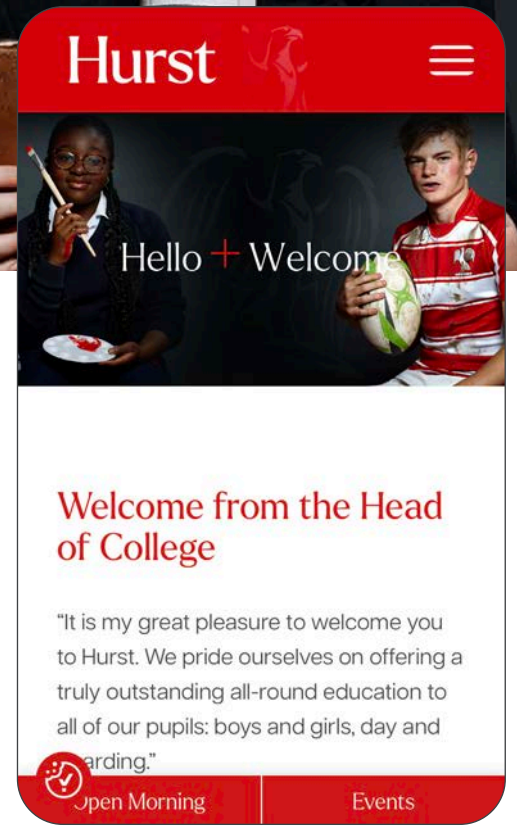 Hurst
Hello + Welcome
Welcome from the Head
of College
“It is my great pleasure to welcome you
to Hurst. We pride ourselves on offering a
truly outstanding all-round education to
all of our pupils: boys and girls, day and
arding.”
pen Morning
Events